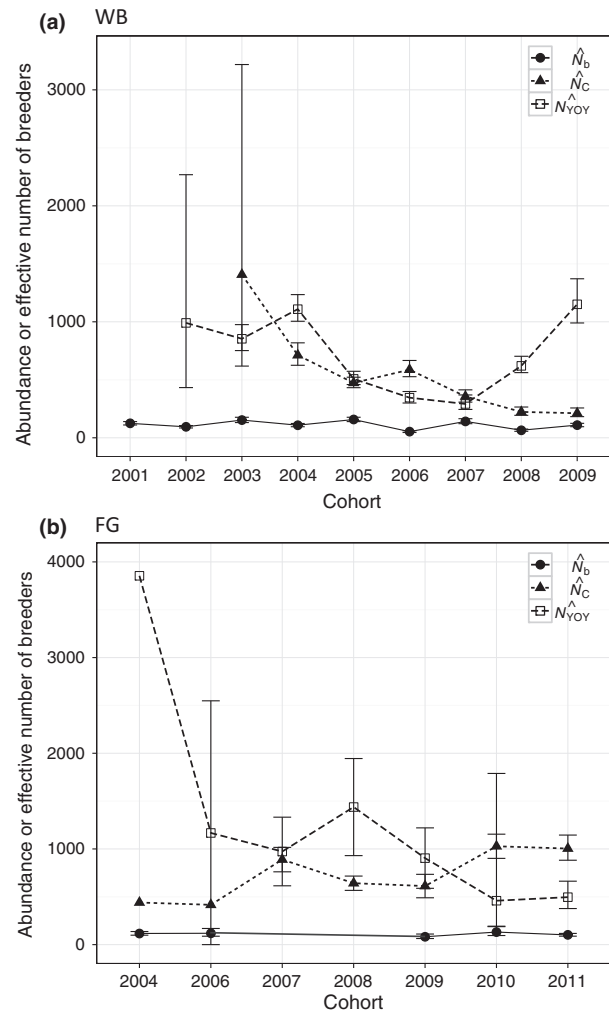 (a) WB
Abundance or effective number of breeders
3000
2000
1000
0
N̂b
N̂C
N̂YOY
2001 2002 2003 2004 2005 2006 2007 2008 2009
Cohort
(b) FG
Abundance or effective number of breeders
4000
3000
2000
1000
0
N̂b
N̂C
N̂YOY
2004 2006 2007 2008 2009 2010 2011
Cohort